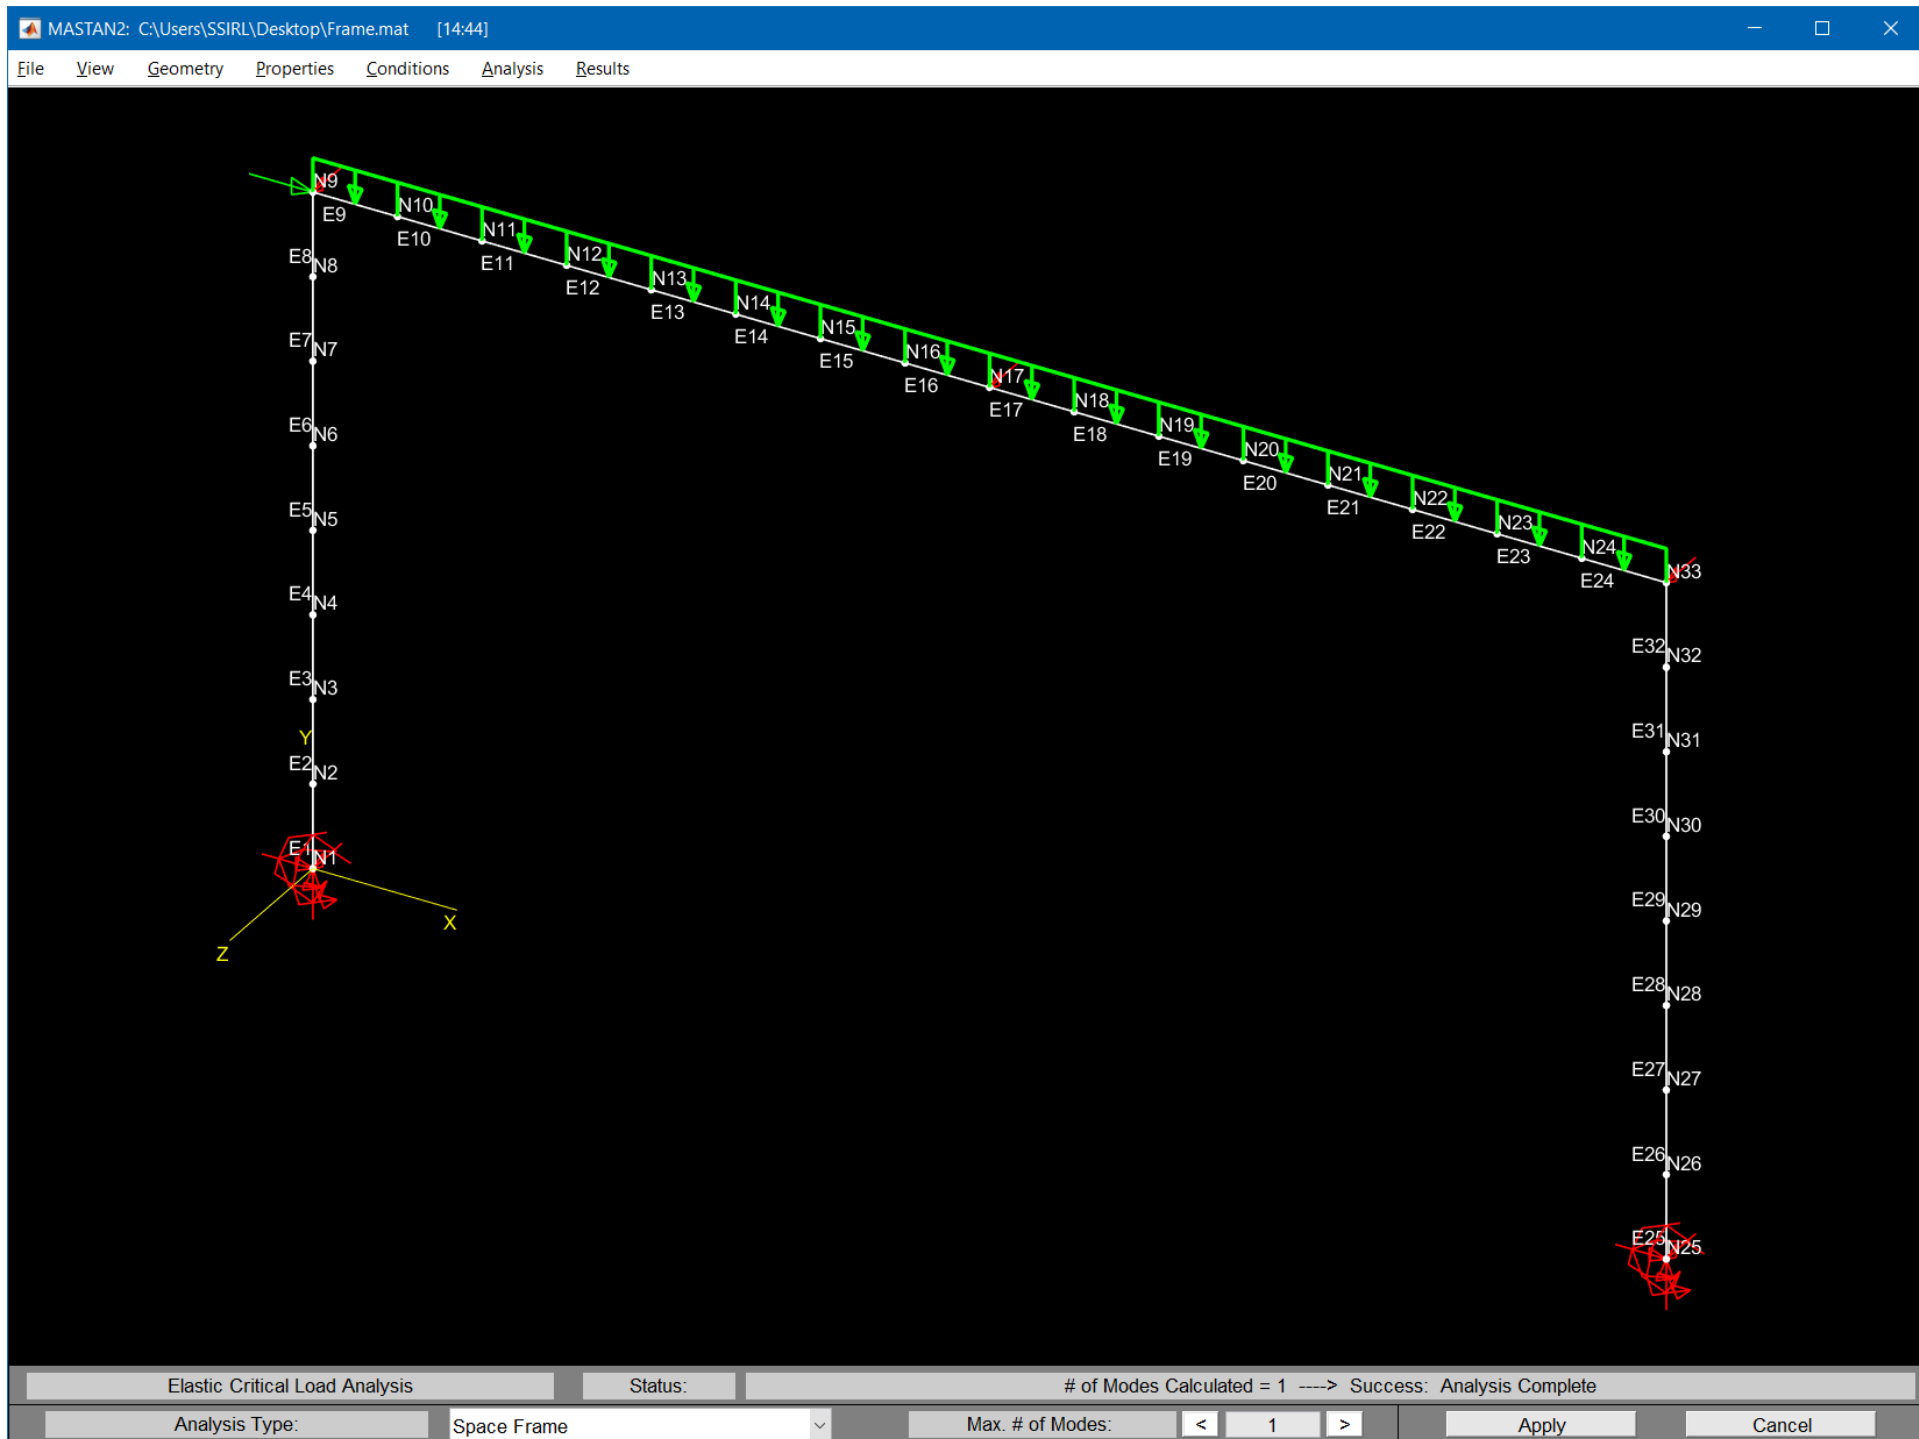 MASTAN2: C:\Users\SSIRL\Desktop\Frame.mat [14:44]
File View Geometry Properties Conditions Analysis Results
N9
E9
N10
E10
N11
E11
N12
E12
N13
E13
N14
E14
N15
E15
N16
E16
N17
E17
N18
E18
N19
E19
N20
E20
N21
E21
N22
E22
N23
E23
N24
E24
N33
E8
N8
E7
N7
E6
N6
E5
N5
E4
N4
E3
N3
Y
E2
N2
E1
N1
X
Z
E32
N32
E31
N31
E30
N30
E29
N29
E28
N28
E27
N27
E26
N26
E25
N25
Elastic Critical Load Analysis Status: # of Modes Calculated = 1 ----> Success: Analysis Complete
Analysis Type: Space Frame Max. # of Modes: < 1 > Apply Cancel